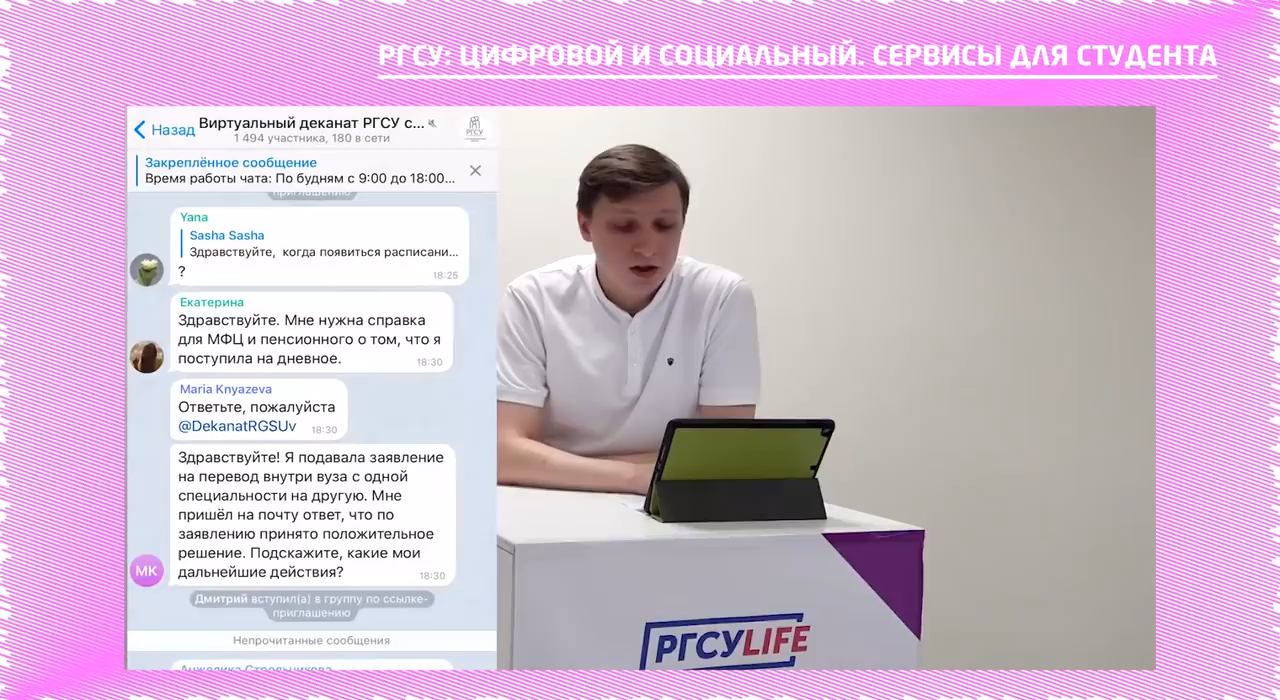 РГСУ: ЦИФРОВОЙ И СОЦИАЛЬНЫЙ. СЕРВИСЫ ДЛЯ СТУДЕНТА
Назад
Виртуальный деканат РГСУ с...
1 494 участника, 180 в сети
РГСУ
Закреплённое сообщение
Время работы чата: По будням с 9:00 до 18:00...
приглашению
Yana
Sasha Sasha
Здравствуйте, когда появиться расписани...
?
18:25
Екатерина
Здравствуйте. Мне нужна справка
для МФЦ и пенсионного о том, что я
поступила на дневное.
18:30
Maria Knyazeva
Ответьте, пожалуйста
@DekanatRGSUv 18:30
Здравствуйте! Я подавала заявление
на перевод внутри вуза с одной
специальности на другую. Мне
пришёл на почту ответ, что по
заявлению принято положительное
решение. Подскажите, какие мои
дальнейшие действия?
18:30
МК
Дмитрий вступил(а) в группу по ссылке-
приглашению
Непрочитанные сообщения
Анжелика Стрельчикова
РГСУLIFE